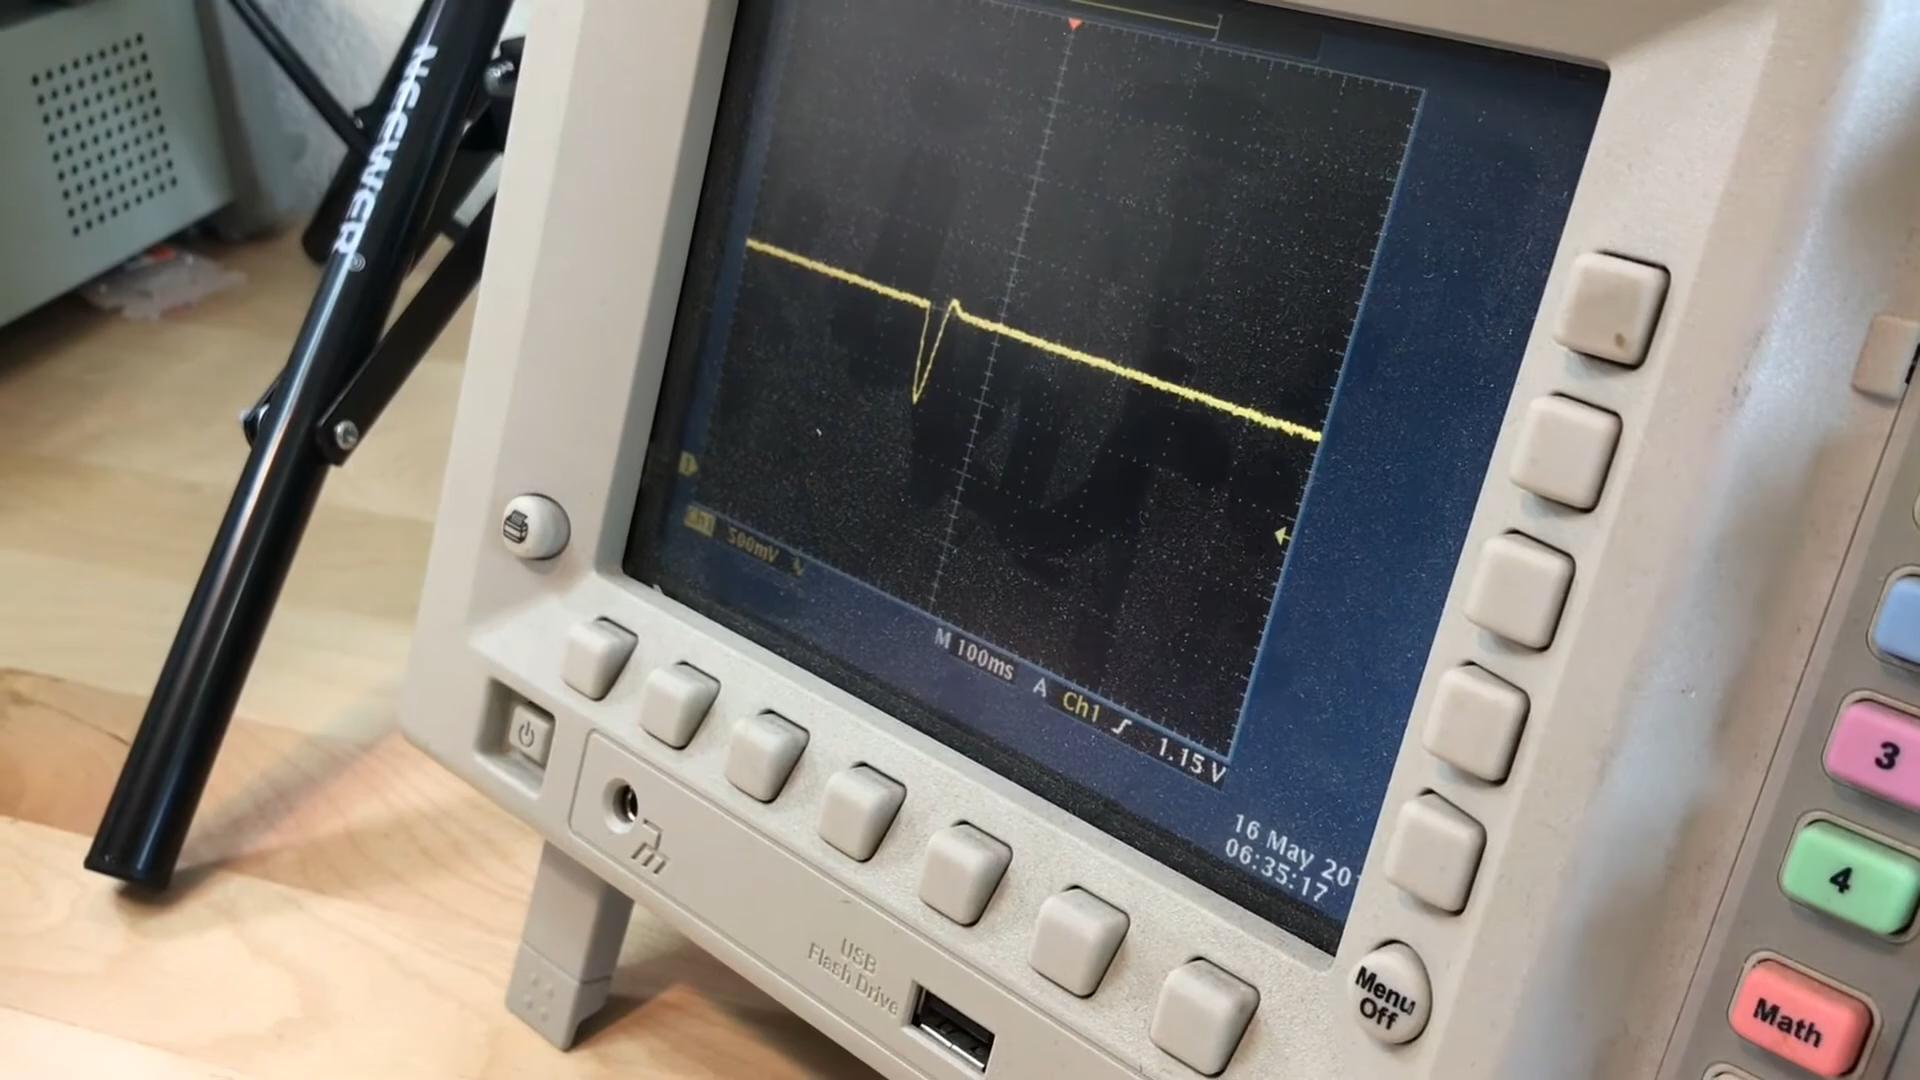 NEEWER
Ch1 500mV
M 100ms A Ch1 1.15 V
16 May 20
06:35:17
USB
Flash Drive
Menu
Off
3
4
Math